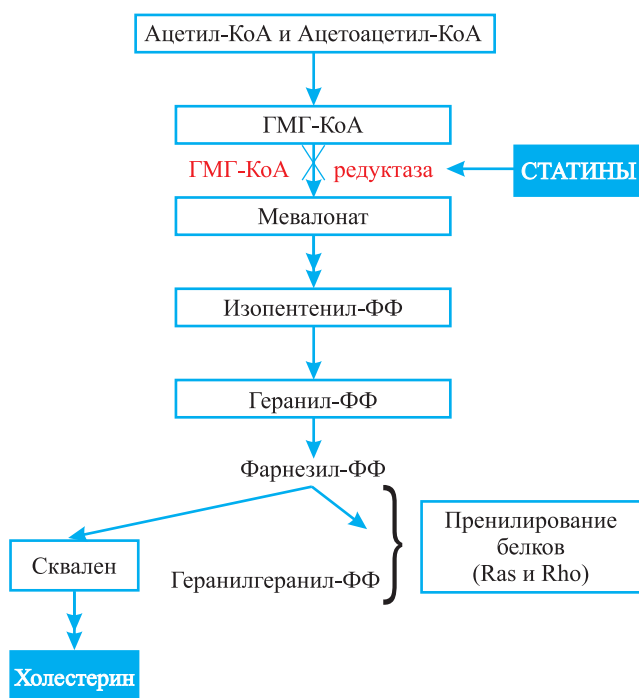 Ацетил-КоА и Ацетоацетил-КоА
ГМГ-КоА
ГМГ-КоА редуктаза
СТАТИНЫ
Мевалонат
Изопентенил-ФФ
Геранил-ФФ
Фарнезил-ФФ
Сквален
Геранилгеранил-ФФ
Пренилирование
белков
(Ras и Rho)
Холестерин